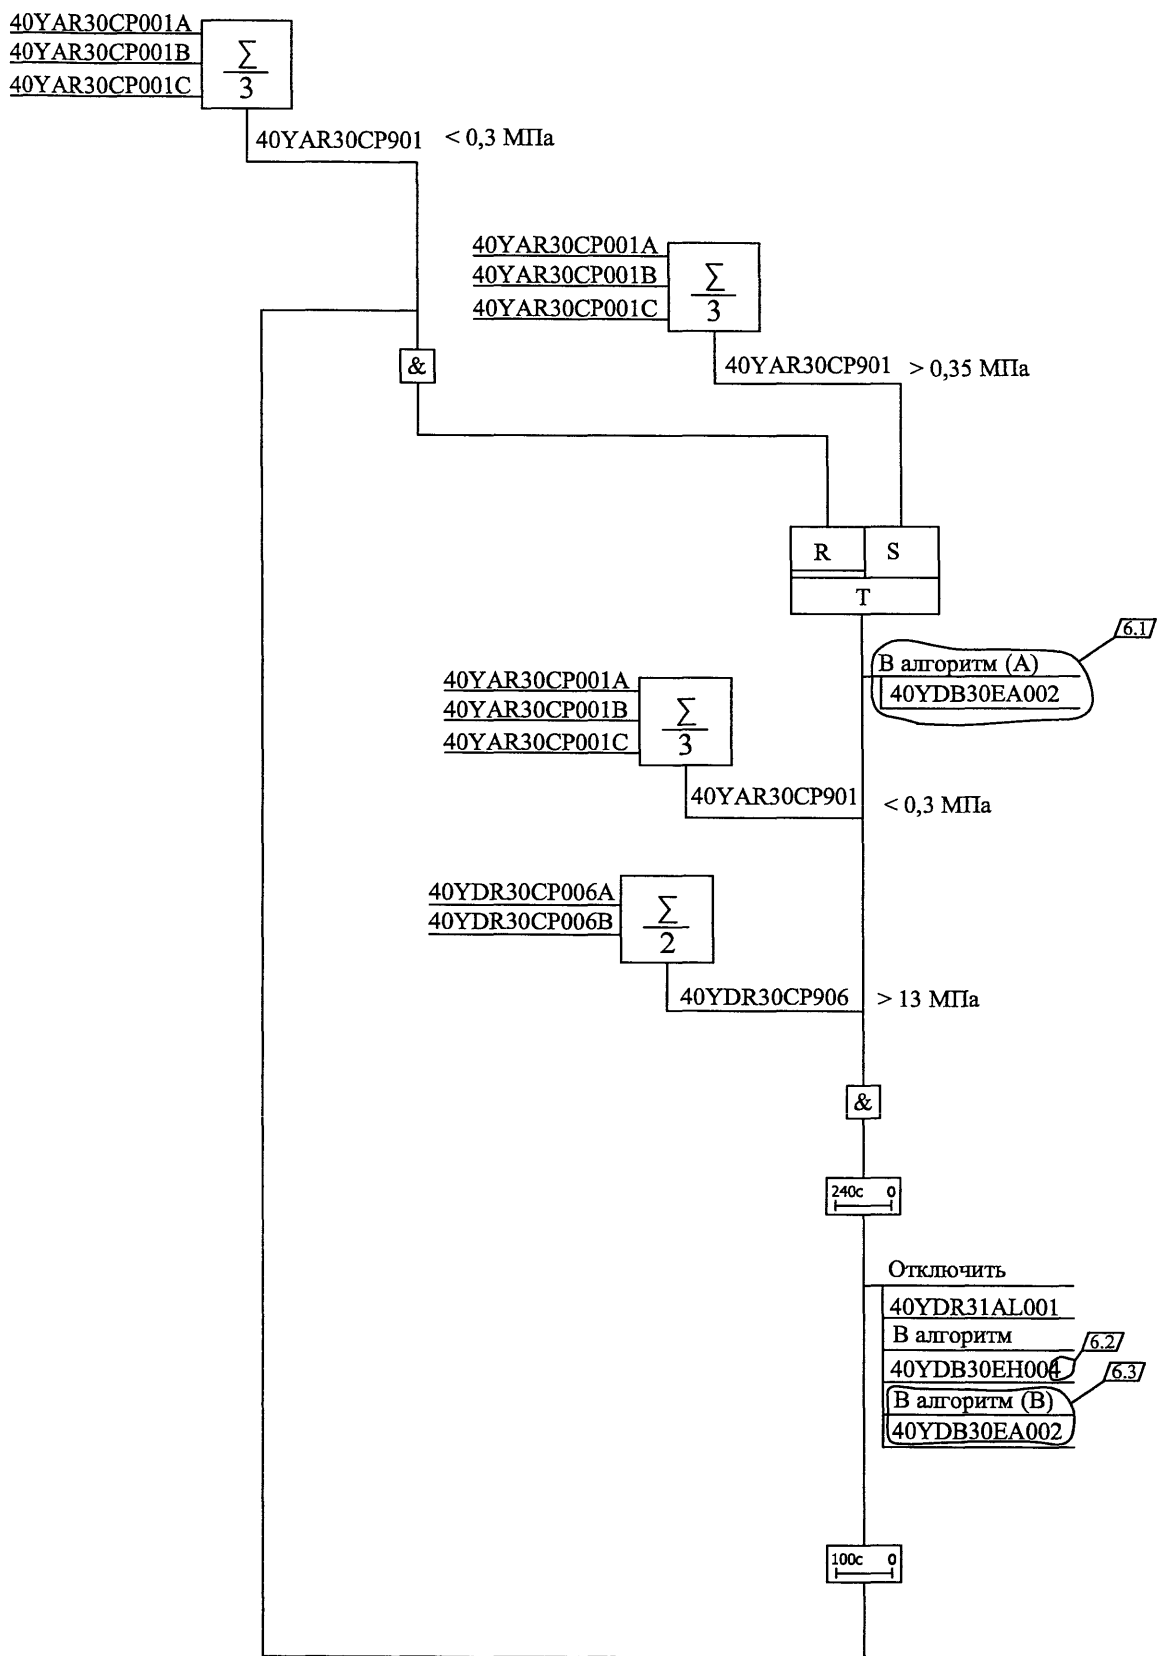 40YAR30CP001A
40YAR30CP001B
40YAR30CP001C
∑
3
40YAR30CP901 < 0,3 МПа
40YAR30CP001A
40YAR30CP001B
40YAR30CP001C
∑
3
&
40YAR30CP901 > 0,35 МПа
R S
T
6.1
В алгоритм (А)
40YDB30EA002
40YAR30CP001A
40YAR30CP001B
40YAR30CP001C
∑
3
40YAR30CP901 < 0,3 МПа
40YDR30CP006A
40YDR30CP006B
∑
2
40YDR30CP906 > 13 МПа
&
240с 0
Отключить
40YDR31AL001
В алгоритм
6.2
40YDB30EH004
6.3
В алгоритм (В)
40YDB30EA002
100с 0